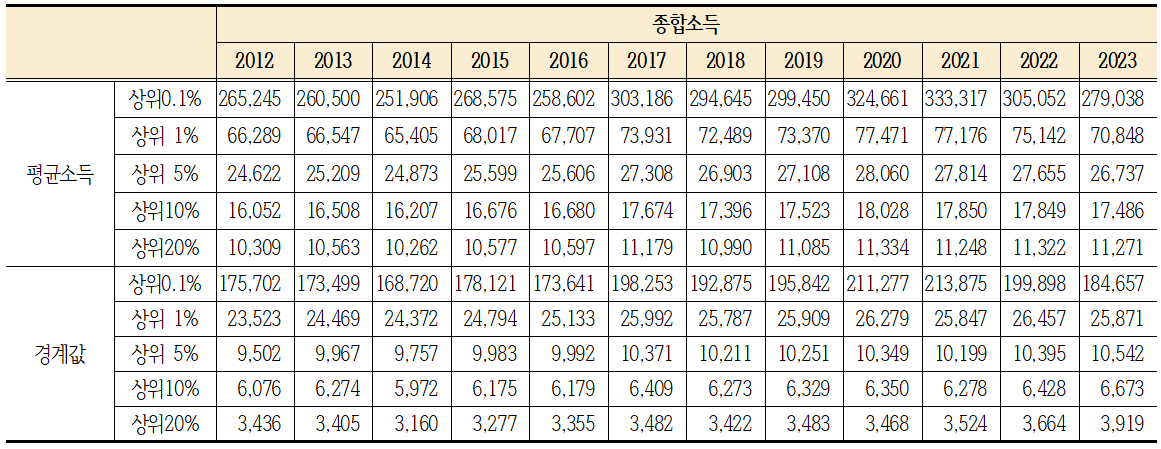 종합소득
2012 2013 2014 2015 2016 2017 2018 2019 2020 2021 2022 2023
평균소득
상위0.1% 265,245 260,500 251,906 268,575 258,602 303,186 294,645 299,450 324,661 333,317 305,052 279,038
상위 1% 66,289 66,547 65,405 68,017 67,707 73,931 72,489 73,370 77,471 77,176 75,142 70,848
상위 5% 24,622 25,209 24,873 25,599 25,606 27,308 26,903 27,108 28,060 27,814 27,655 26,737
상위10% 16,052 16,508 16,207 16,676 16,680 17,674 17,396 17,523 18,028 17,850 17,849 17,486
상위20% 10,309 10,563 10,262 10,577 10,597 11,179 10,990 11,085 11,334 11,248 11,322 11,271
경계값
상위0.1% 175,702 173,499 168,720 178,121 173,641 198,253 192,875 195,842 211,277 213,875 199,898 184,657
상위 1% 23,523 24,469 24,372 24,794 25,133 25,992 25,787 25,909 26,279 25,847 26,457 25,871
상위 5% 9,502 9,967 9,757 9,983 9,992 10,371 10,211 10,251 10,349 10,199 10,395 10,542
상위10% 6,076 6,274 5,972 6,175 6,179 6,409 6,273 6,329 6,350 6,278 6,428 6,673
상위20% 3,436 3,405 3,160 3,277 3,355 3,482 3,422 3,483 3,468 3,524 3,664 3,919